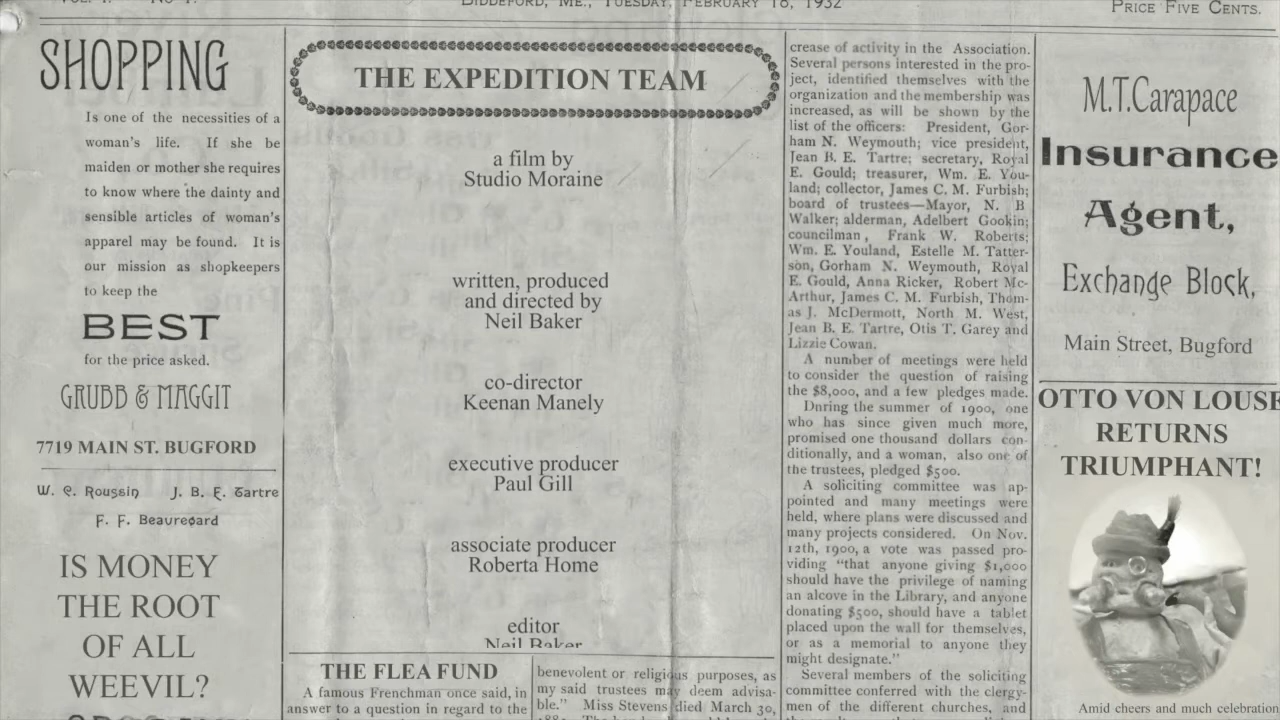 BIDDEFORD, ME., TUESDAY, FEBRUARY 16, 1932
PRICE FIVE CENTS.
SHOPPING
Is one of the necessities of a
woman's life. If she be
maiden or mother she requires
to know where the dainty and
sensible articles of woman's
apparel may be found. It is
our mission as shopkeepers
to keep the
BEST
for the price asked.
GRUBB & MAGGIT
7719 MAIN ST. BUGFORD
W. C. Roussin J. B. E. Tartre
F. F. Beauregard
IS MONEY
THE ROOT
OF ALL
WEEVIL?
THE EXPEDITION TEAM
a film by
Studio Moraine
written, produced
and directed by
Neil Baker
co-director
Keenan Manely
executive producer
Paul Gill
associate producer
Roberta Home
editor
Neil Baker
THE FLEA FUND
A famous Frenchman once said, in
answer to a question in regard to the
benevolent or religious purposes, as
my said trustees may deem advisa-
ble." Miss Stevens died March 30,
crease of activity in the Association.
Several persons interested in the pro-
ject, identified themselves with the
organization and the membership was
increased, as will be shown by the
list of the officers: President, Gor-
ham N. Weymouth; vice president,
Jean B. E. Tartre; secretary, Royal
E. Gould; treasurer, Wm. E. You-
land; collector, James C. M. Furbish;
board of trustees—Mayor, N. B
Walker; alderman, Adelbert Gookin;
councilman, Frank W. Roberts;
Wm. E. Youland, Estelle M. Tatter-
son, Gorham N. Weymouth, Royal
E. Gould, Anna Ricker, Robert Mc-
Arthur, James C. M. Furbish, Thom-
as J. McDermott, North M. West,
Jean B. E. Tartre, Otis T. Garey and
Lizzie Cowan.
A number of meetings were held
to consider the question of raising
the $8,000, and a few pledges made.
During the summer of 1900, one
who has since given much more,
promised one thousand dollars con-
ditionally, and a woman, also one of
the trustees, pledged $500.
A soliciting committee was ap-
pointed and many meetings were
held, where plans were discussed and
many projects considered. On Nov.
12th, 1900, a vote was passed pro-
viding "that anyone giving $1,000
should have the privilege of naming
an alcove in the Library, and anyone
donating $500, should have a tablet
placed upon the wall for themselves,
or as a memorial to anyone they
might designate."
Several members of the soliciting
committee conferred with the clergy-
men of the different churches, and
M.T.Carapace
Insurance
Agent,
Exchange Block,
Main Street, Bugford
OTTO VON LOUSE
RETURNS
TRIUMPHANT!
Amid cheers and much celebration